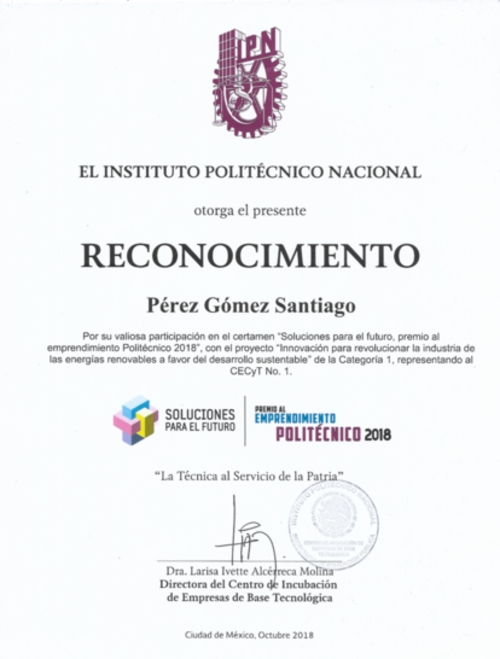 IPN
EL INSTITUTO POLITÉCNICO NACIONAL
otorga el presente
RECONOCIMIENTO
Pérez Gómez Santiago
Por su valiosa participación en el certamen “Soluciones para el futuro, premio al
emprendimiento Politécnico 2018”, con el proyecto “Innovación para revolucionar la industria de
las energías renovables a favor del desarrollo sustentable” de la Categoría 1, representando al
CECyT No. 1.
SOLUCIONES
PARA EL FUTURO
PREMIO AL
EMPRENDIMIENTO
POLITÉCNICO 2018
“La Técnica al Servicio de la Patria”
INSTITUTO POLITÉCNICO NACIONAL
Dra. Larisa Ivette Alcérreca Molina
Directora del Centro de Incubación
de Empresas de Base Tecnológica
Ciudad de México, Octubre 2018